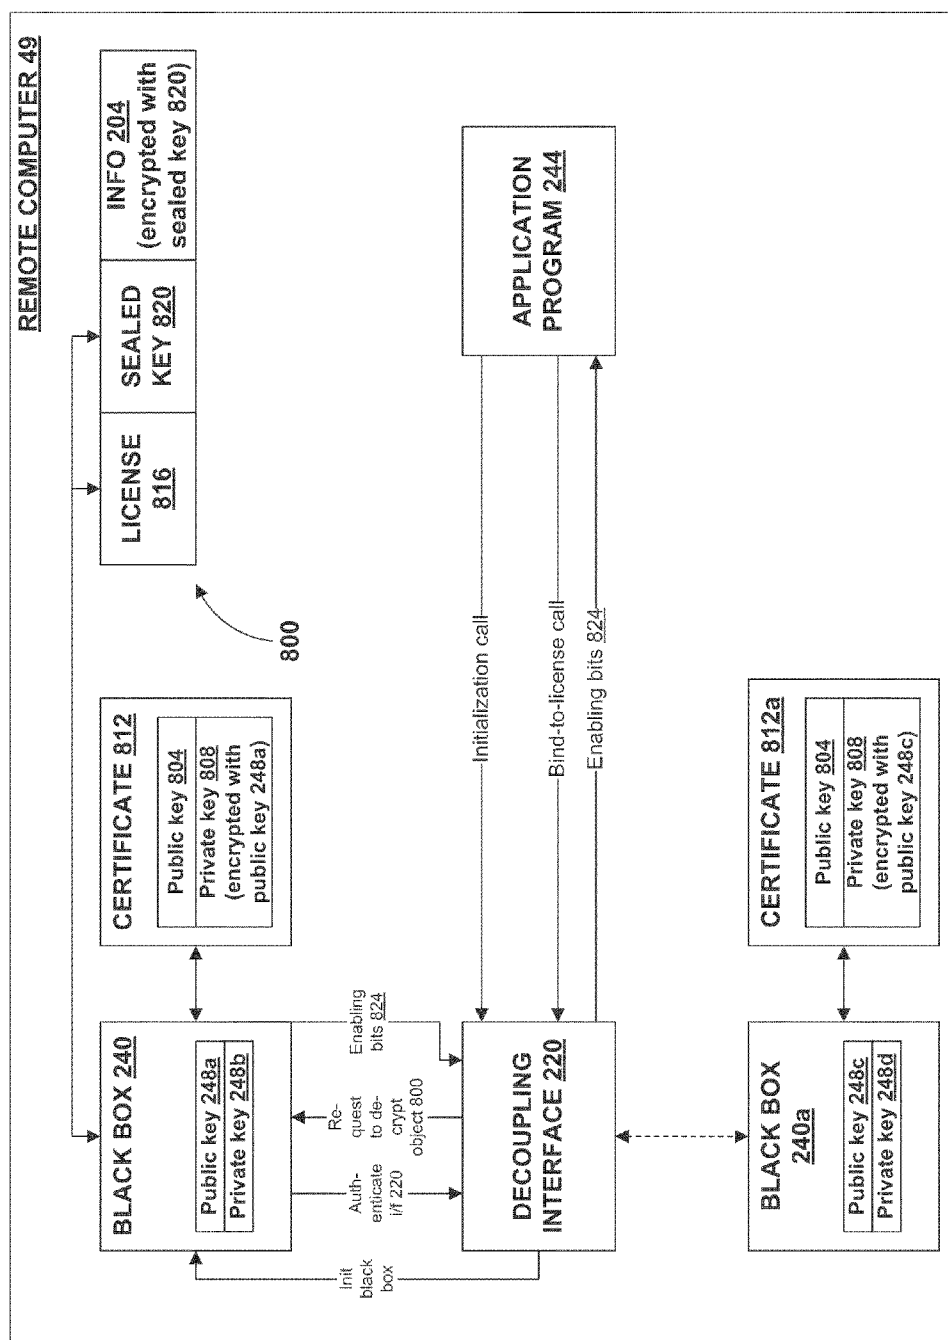 REMOTE COMPUTER 49
BLACK BOX 240
Public key 248a
Private key 248b
CERTIFICATE 812
Public key 804
Private key 808
(encrypted with
public key 248a)
800
LICENSE
816
SEALED
KEY 820
INFO 204
(encrypted with
sealed key 820)
Init
black
box
Auth-
enticate
i/f 220
Re-
quest
to de-
crypt
object 800
Enabling
bits 824
DECOUPLING
INTERFACE 220
Initialization call
Bind-to-license call
Enabling bits 824
APPLICATION
PROGRAM 244
BLACK BOX
240a
Public key 248c
Private key 248d
CERTIFICATE 812a
Public key 804
Private key 808
(encrypted with
public key 248c)